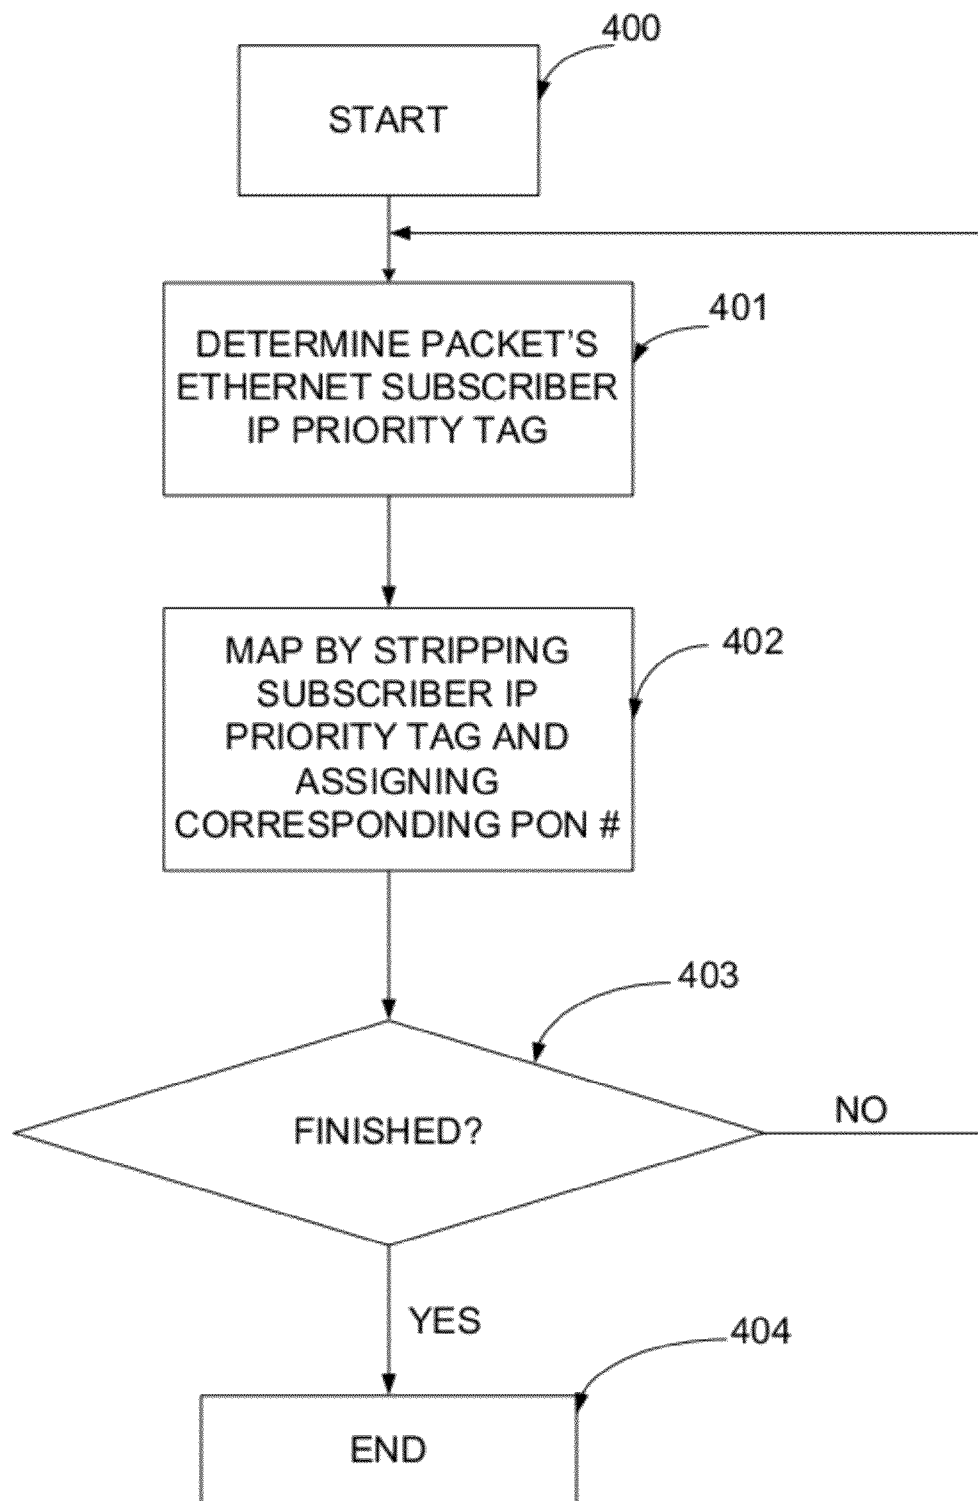 400
START
401
DETERMINE PACKET'S
ETHERNET SUBSCRIBER
IP PRIORITY TAG
402
MAP BY STRIPPING
SUBSCRIBER IP
PRIORITY TAG AND
ASSIGNING
CORRESPONDING PON #
403
FINISHED?
NO
YES
404
END